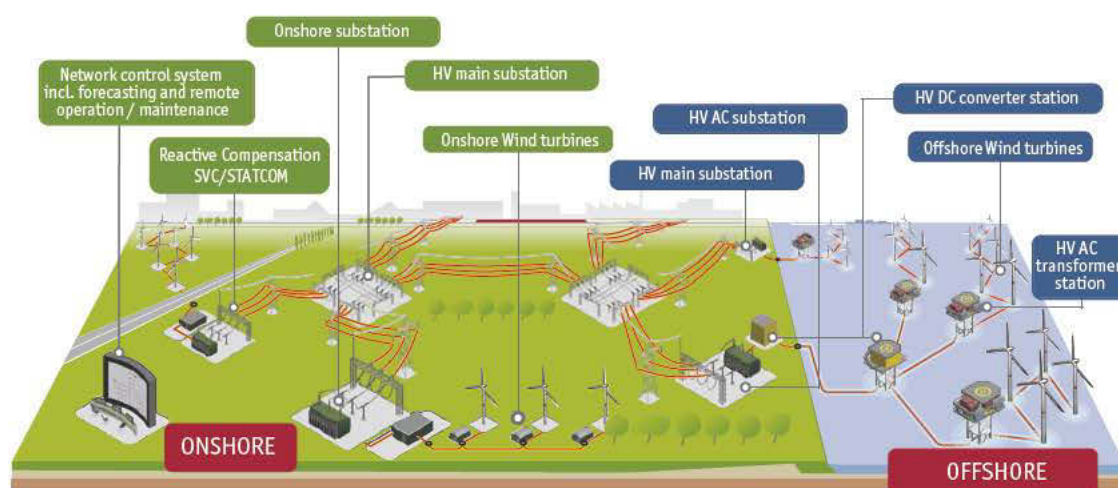 Onshore substation
Network control system
incl. forecasting and remote
operation / maintenance
HV main substation
Reactive Compensation
SVC/STATCOM
Onshore Wind turbines
HV AC substation
HV main substation
HV DC converter station
Offshore Wind turbines
HV AC
transformer
station
ONSHORE
OFFSHORE